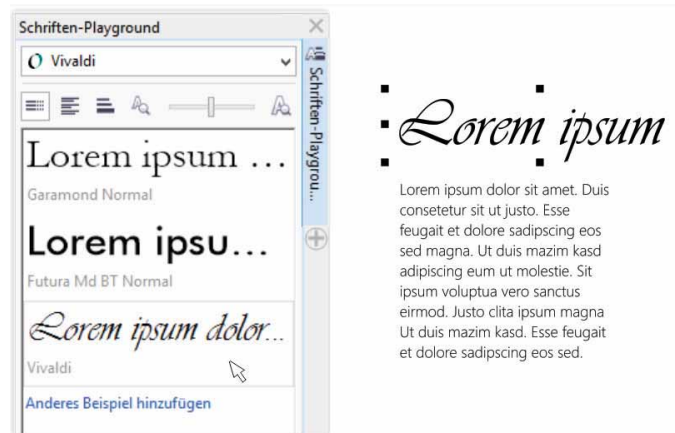 Schriften-Playground
Vivaldi
Schriften-Playgrou...
Lorem ipsum ...
Garamond Normal
Lorem ipsu...
Futura Md BT Normal
Lorem ipsum dolor...
Vivaldi
Anderes Beispiel hinzufügen
Lorem ipsum
Lorem ipsum dolor sit amet. Duis
consetetur sit ut justo. Esse
feugait et dolore sadipscing eos
sed magna. Ut duis mazim kasd
adipiscing eum ut molestie. Sit
ipsum voluptua vero sanctus
eirmod. Justo clita ipsum magna
Ut duis mazim kasd. Esse feugait
et dolore sadipscing eos sed.